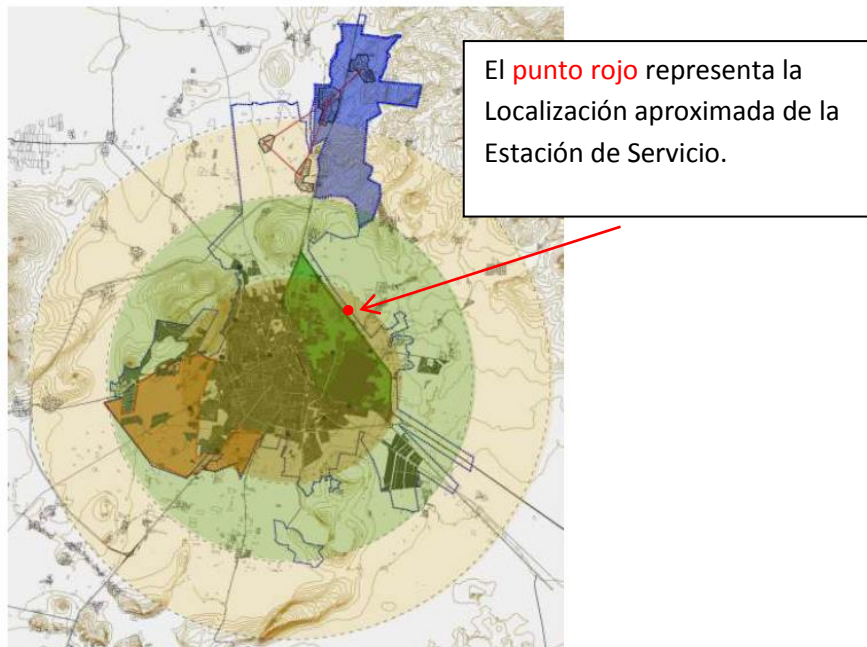 El punto rojo representa la
Localización aproximada de la
Estación de Servicio.